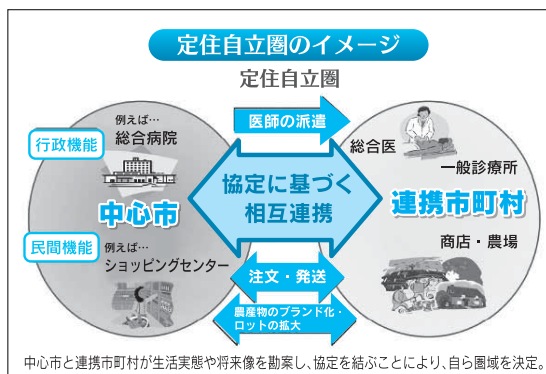 定住自立圏のイメージ
定住自立圏
行政機能
例えば…
総合病院
中心市
民間機能
例えば…
ショッピングセンター
医師の派遣
協定に基づく
相互連携
注文・発送
農産物のブランド化・
ロットの拡大
総合医
一般診療所
連携市町村
商店・農場
中心市と連携市町村が生活実態や将来像を勘案し、協定を結ぶことにより、自ら圏域を決定。